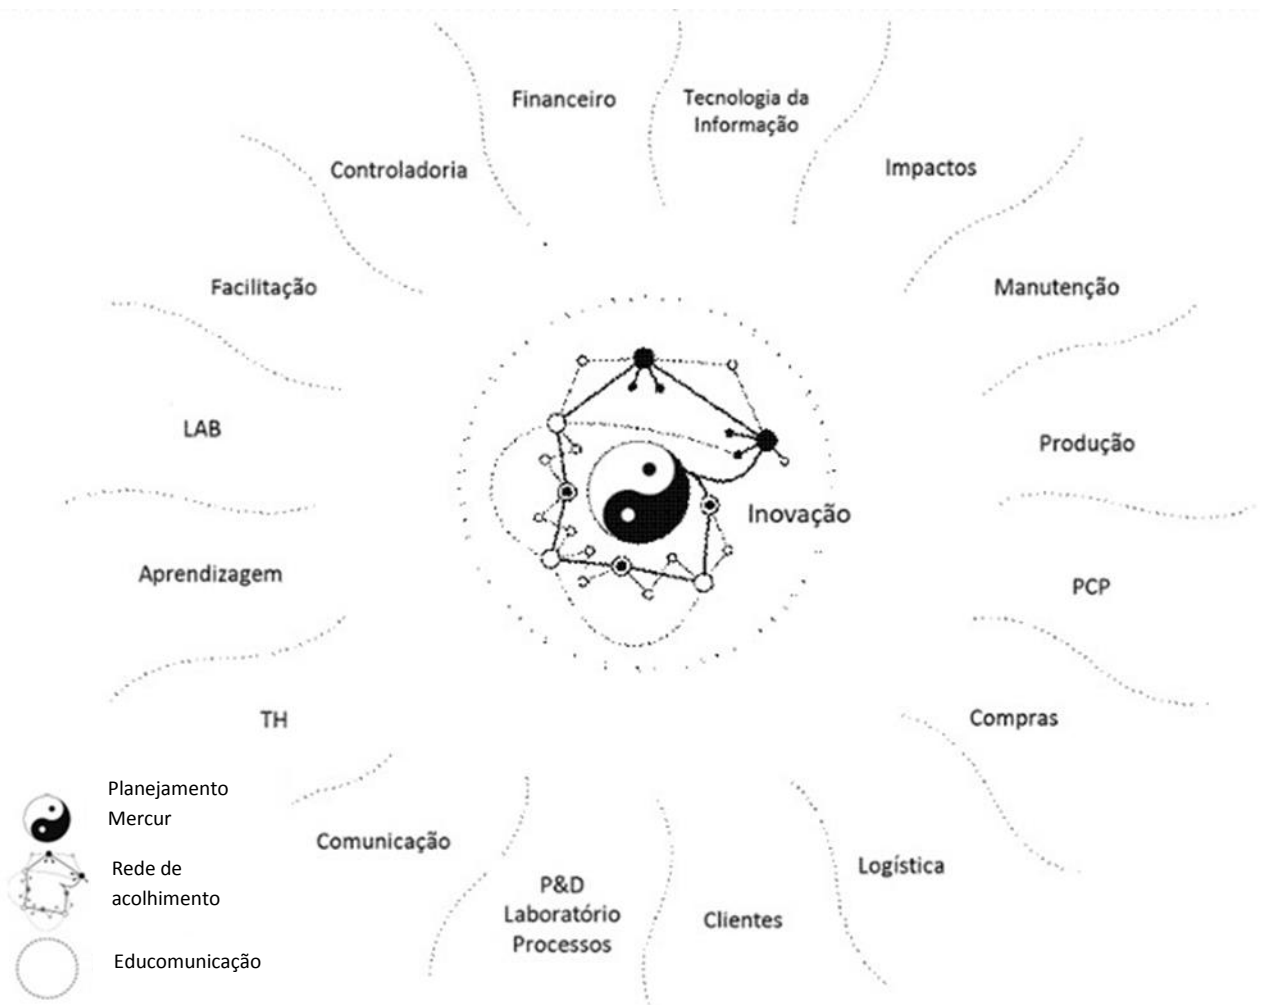 Financeiro
Tecnologia da
Informação
Controladoria
Impactos
Facilitação
Manutenção
LAB
Produção
Inovação
Aprendizagem
PCP
TH
Compras
Planejamento
Mercur
Comunicação
Logística
Rede de
acolhimento
P&D
Laboratório
Processos
Clientes
Educomunicação